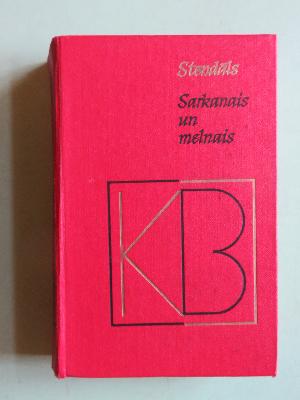 Stendāls
Sarkanais
un
melnais
KB